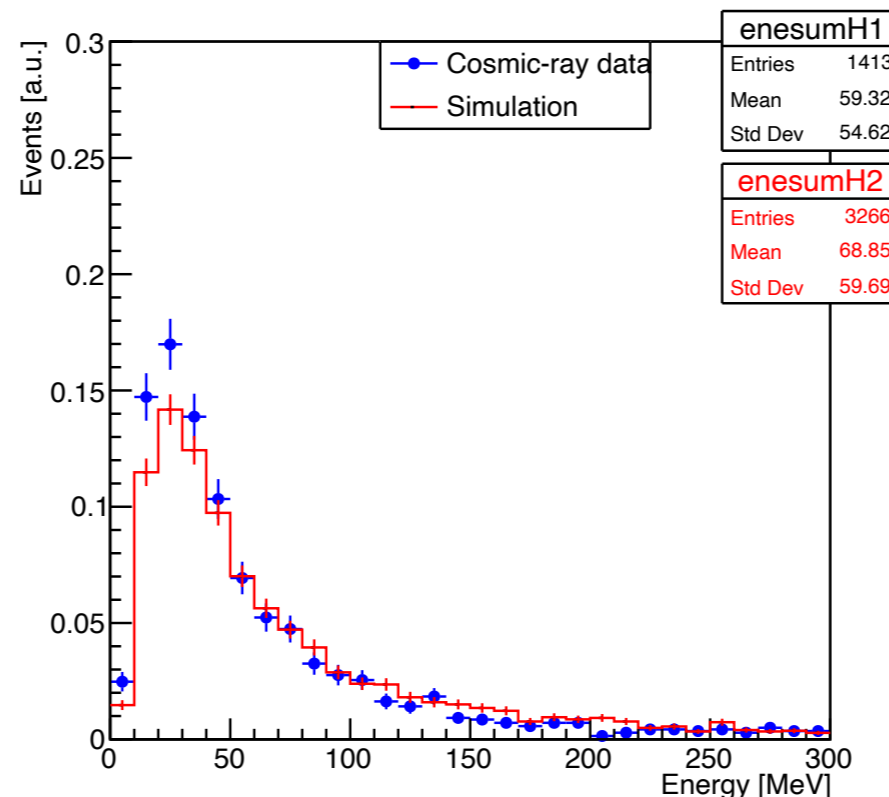 enesumH1
Entries 1413
Mean 59.32
Std Dev 54.62
enesumH2
Entries 3266
Mean 68.85
Std Dev 59.69
Cosmic-ray data
Simulation
Events [a.u.]
0.3
0.25
0.2
0.15
0.1
0.05
0
0 50 100 150 200 250 300
Energy [MeV]